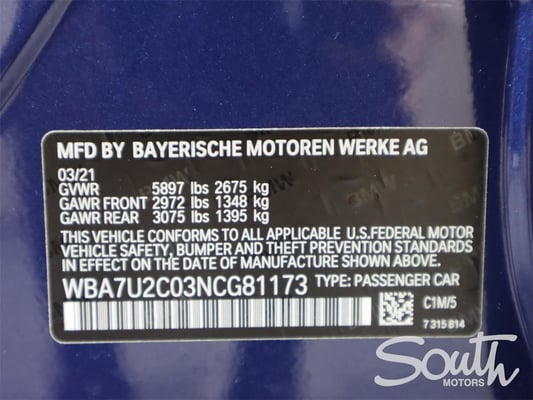 MFD BY BAYERISCHE MOTOREN WERKE AG
03/21
GVWR 5897 lbs 2675 kg
GAWR FRONT 2972 lbs 1348 kg
GAWR REAR 3075 lbs 1395 kg
THIS VEHICLE CONFORMS TO ALL APPLICABLE U.S.FEDERAL MOTOR
VEHICLE SAFETY, BUMPER, AND THEFT PREVENTION STANDARDS
IN EFFECT ON THE DATE OF MANUFACTURE SHOWN ABOVE.
WBA7U2C03NCG81173 TYPE: PASSENGER CAR
C1M/5
7 315 814
South
MOTORS